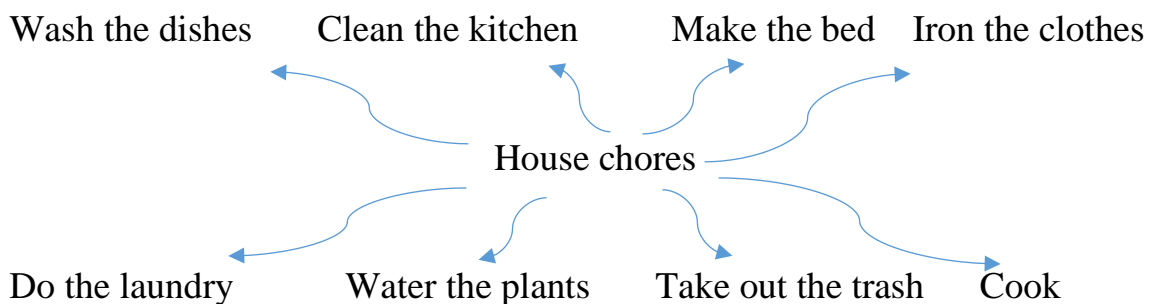 Wash the dishes Clean the kitchen Make the bed Iron the clothes
House chores
Do the laundry Water the plants Take out the trash Cook